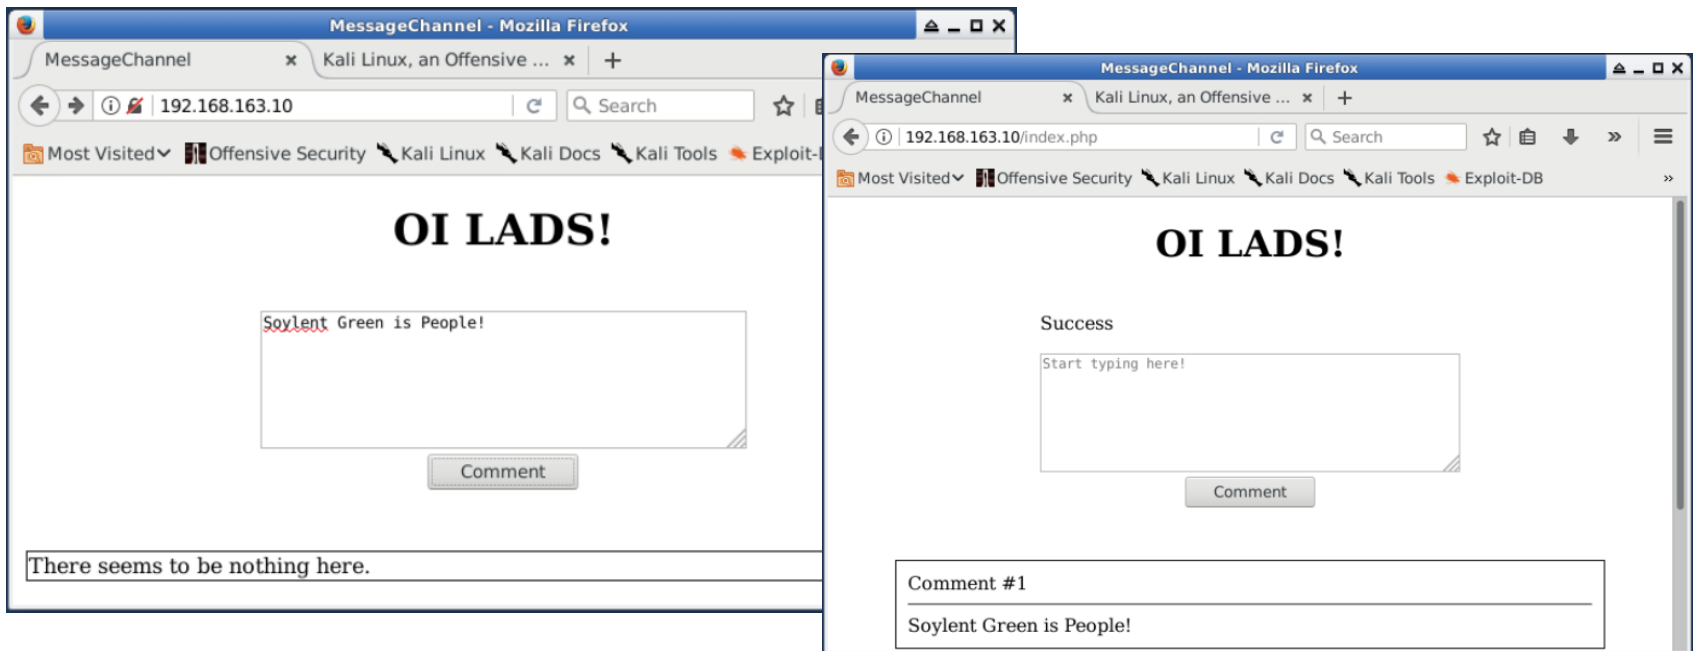 MessageChannel - Mozilla Firefox
MessageChannel
Kali Linux, an Offensive ...
192.168.163.10
Search
Most Visited Offensive Security Kali Linux Kali Docs Kali Tools Exploit-
OI LADS!
Soylent Green is People!
Comment
There seems to be nothing here.
MessageChannel - Mozilla Firefox
MessageChannel
Kali Linux, an Offensive ...
192.168.163.10/index.php
Search
Most Visited Offensive Security Kali Linux Kali Docs Kali Tools Exploit-DB
OI LADS!
Success
Start typing here!
Comment
Comment #1
Soylent Green is People!